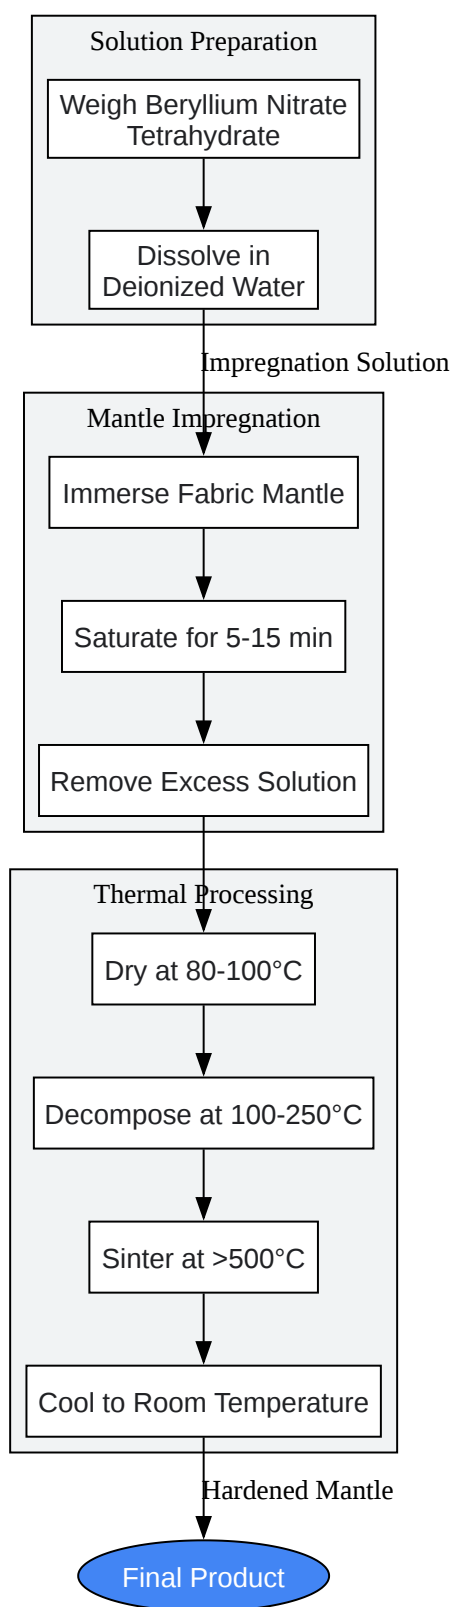 Solution Preparation
Weigh Beryllium Nitrate
Tetrahydrate
Dissolve in
Deionized Water
Impregnation Solution
Mantle Impregnation
Immerse Fabric Mantle
Saturate for 5-15 min
Remove Excess Solution
Thermal Processing
Dry at 80-100°C
Decompose at 100-250°C
Sinter at >500°C
Cool to Room Temperature
Hardened Mantle
Final Product